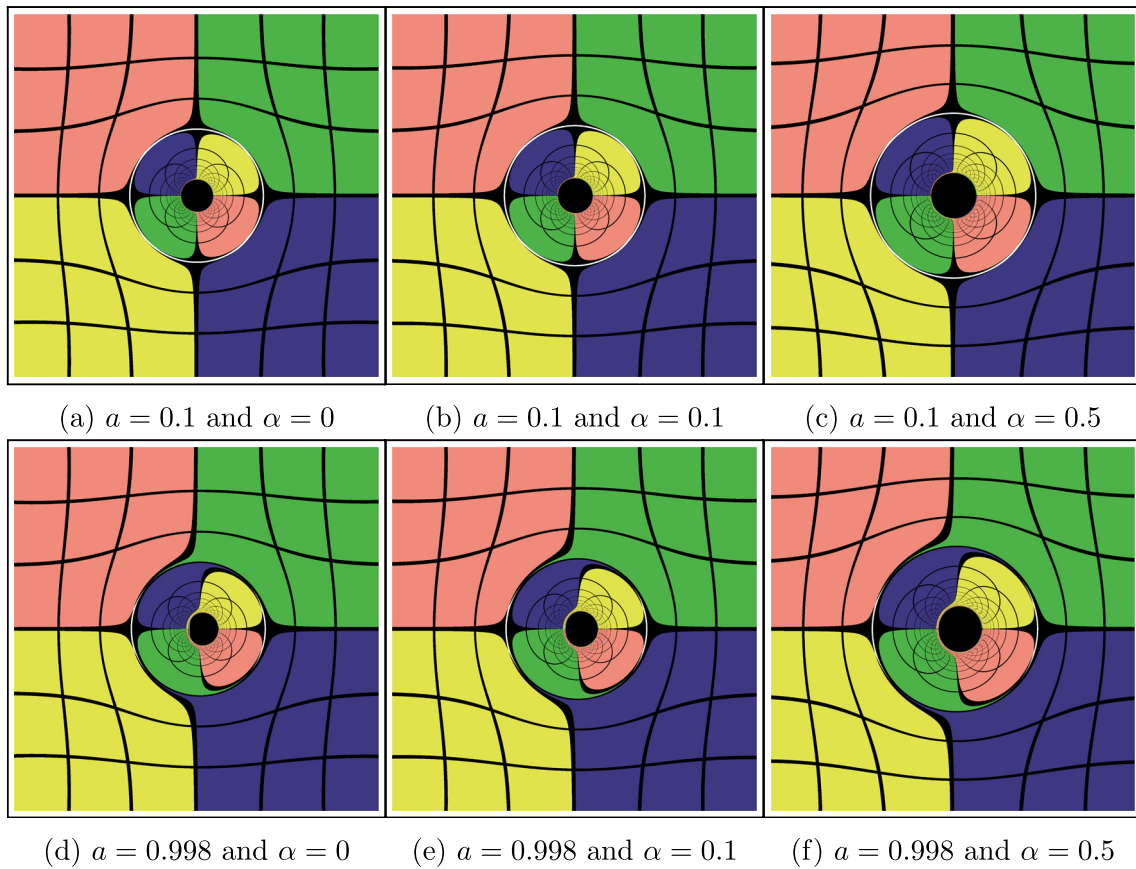 (a) a = 0.1 and α = 0
(b) a = 0.1 and α = 0.1
(c) a = 0.1 and α = 0.5
(d) a = 0.998 and α = 0
(e) a = 0.998 and α = 0.1
(f) a = 0.998 and α = 0.5